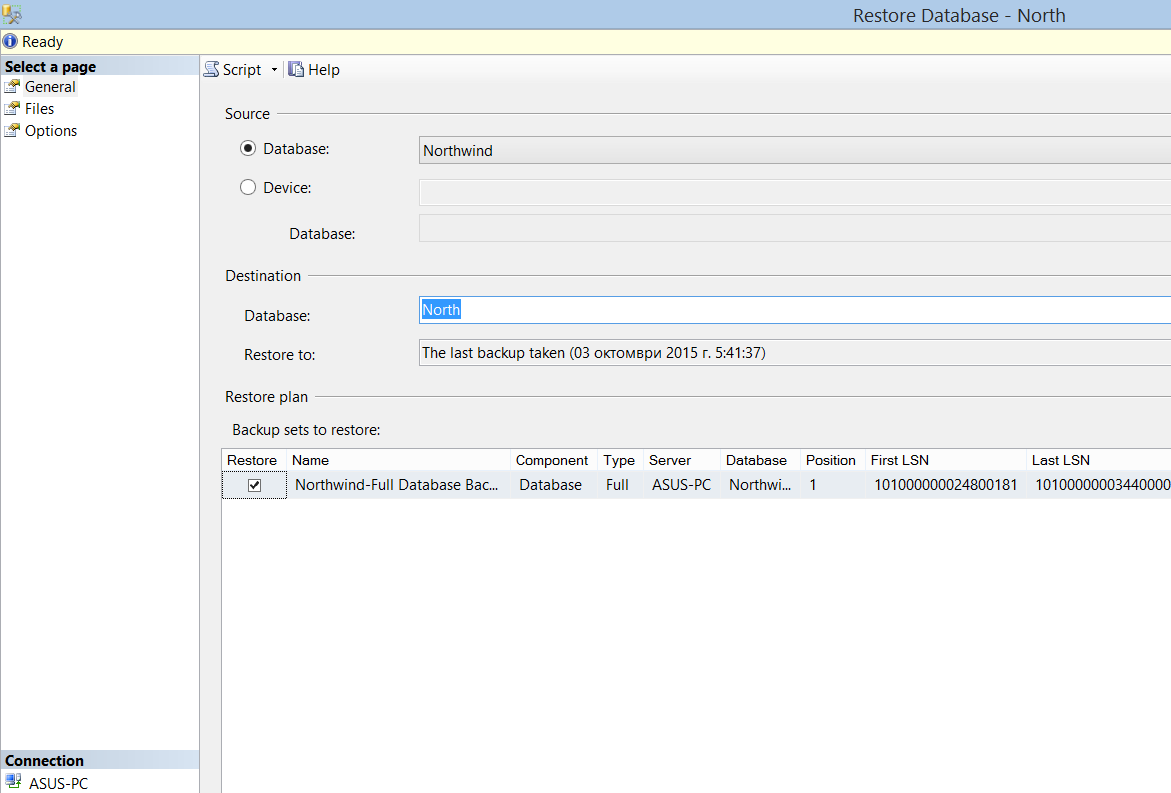 Restore Database - North
Ready
Select a page
General
Files
Options
Script
Help
Source
Database:
Northwind
Device:
Database:
Destination
Database:
North
Restore to:
The last backup taken (03 октомври 2015 г. 5:41:37)
Restore plan
Backup sets to restore:
Restore Name Component Type Server Database Position First LSN Last LSN
Northwind-Full Database Bac... Database Full ASUS-PC Northwi... 1 101000000024800181 10100000003440000
Connection
ASUS-PC